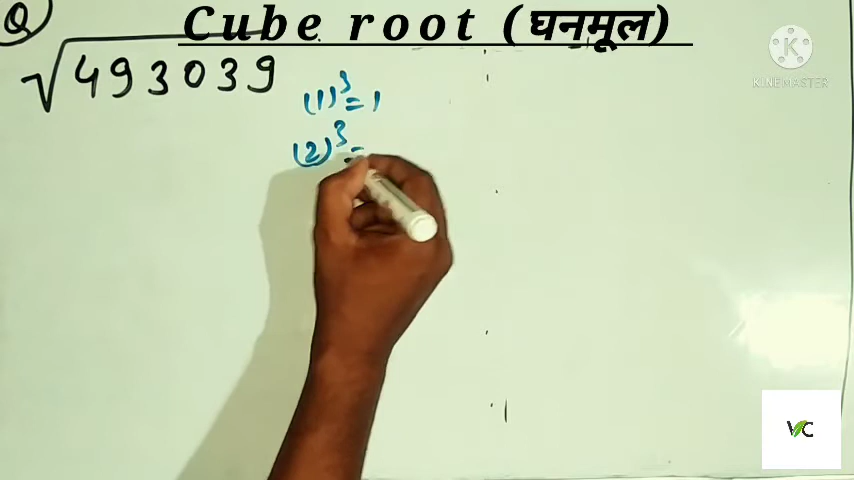 Cube root (घनमूल)
Q
√493039
(1)³=1
(2)³=
KINEMASTER
VC